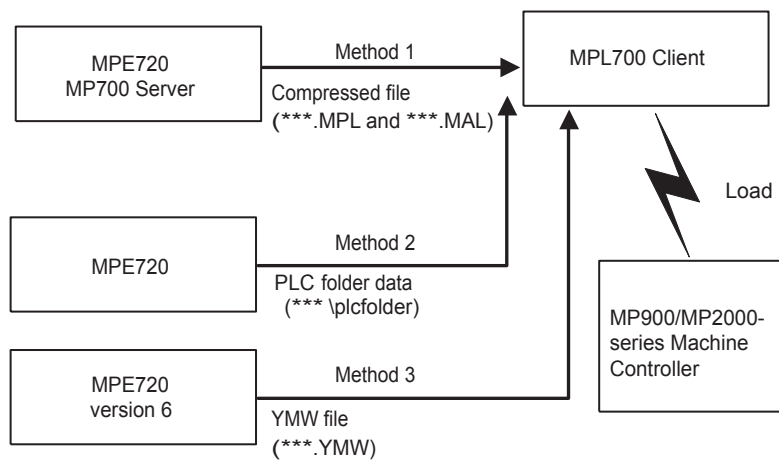 MPE720
MP700 Server
Method 1
Compressed file
(***.MPL and ***.MAL)
MPL700 Client
Load
MPE720
Method 2
PLC folder data
(*** \plcfolder)
MP900/MP2000-
series Machine
Controller
MPE720
version 6
Method 3
YMW file
(***.YMW)